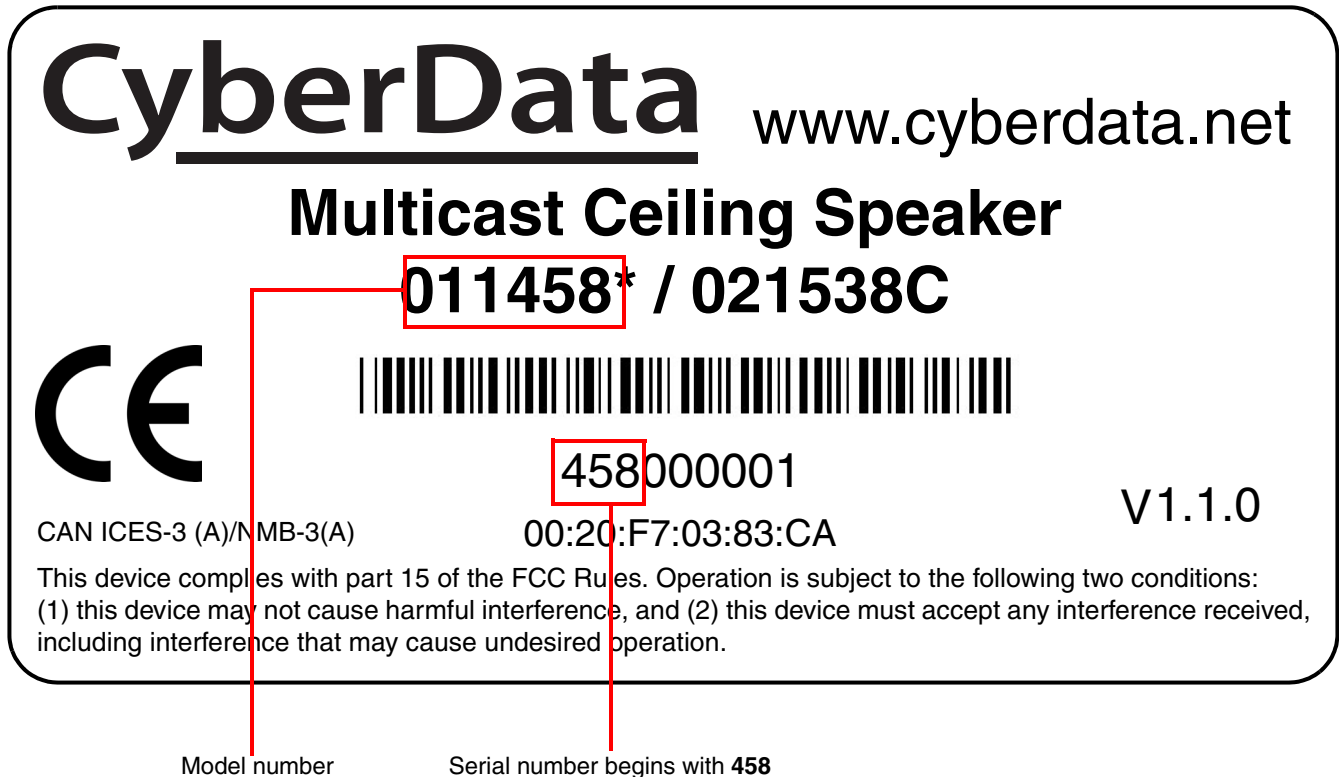 CyberData www.cyberdata.net
Multicast Ceiling Speaker
011458* / 021538C
CE
458000001
V1.1.0
CAN ICES-3 (A)/NMB-3(A) 00:20:F7:03:83:CA
This device complies with part 15 of the FCC Rules. Operation is subject to the following two conditions:
(1) this device may not cause harmful interference, and (2) this device must accept any interference received,
including interference that may cause undesired operation.
Model number Serial number begins with 458